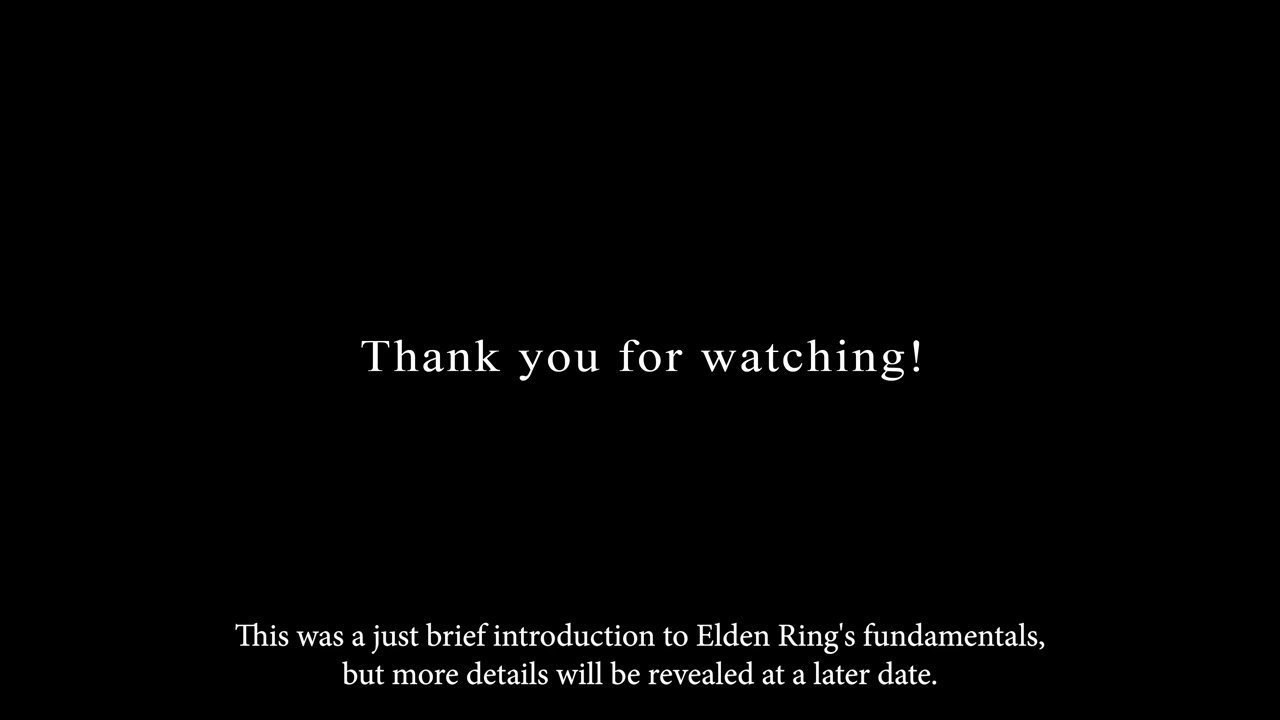 Thank you for watching!
This was a just brief introduction to Elden Ring's fundamentals,
but more details will be revealed at a later date.